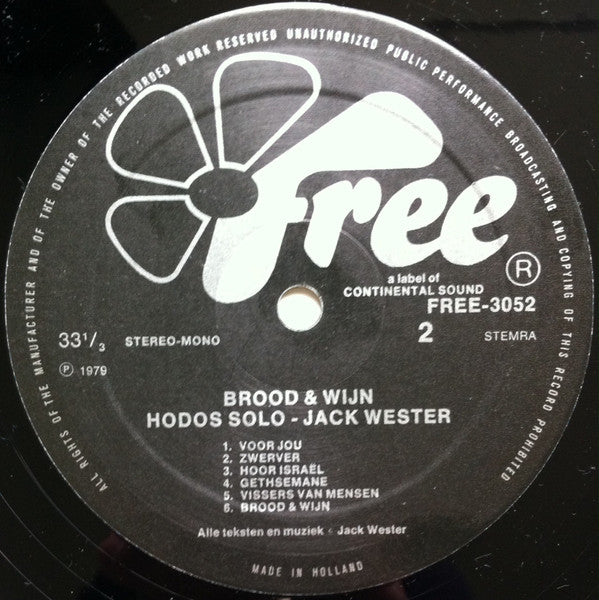 ALL RIGHTS OF THE MANUFACTURER AND OF THE OWNER OF THE RECORDED WORK RESERVED UNAUTHORIZED PUBLIC PERFORMANCE BROADCASTING AND COPYING OF THIS RECORD PROHIBITED
Free ®
a label of
CONTINENTAL SOUND
FREE-3052
33 1/3 STEREO-MONO 2 STEMRA
℗ 1979
BROOD & WIJN
HODOS SOLO - JACK WESTER
1. VOOR JOU
2. ZWERVER
3. HOOR ISRAËL
4. GETHSEMANE
5. VISSERS VAN MENSEN
6. BROOD & WIJN
Alle teksten en muziek : Jack Wester
MADE IN HOLLAND